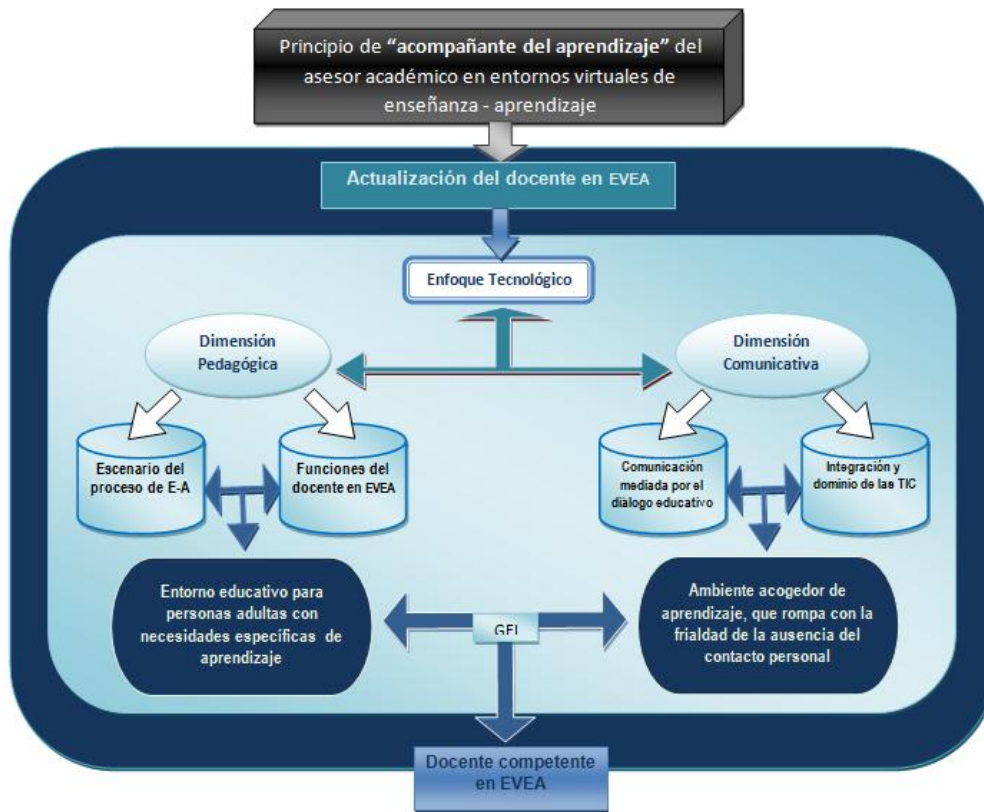 Principio de “acompañante del aprendizaje” del
asesor académico en entornos virtuales de
enseñanza - aprendizaje
Actualización del docente en EVEA
Enfoque Tecnológico
Dimensión
Pedagógica
Dimensión
Comunicativa
Escenario del
proceso de E-A
Funciones del
docente en EVEA
Comunicación
mediada por el
diálogo educativo
Integración y
dominio de las TIC
Entorno educativo para
personas adultas con
necesidades específicas de
aprendizaje
Ambiente acogedor de
aprendizaje, que rompa con la
frialdad de la ausencia del
contacto personal
Docente competente
en EVEA